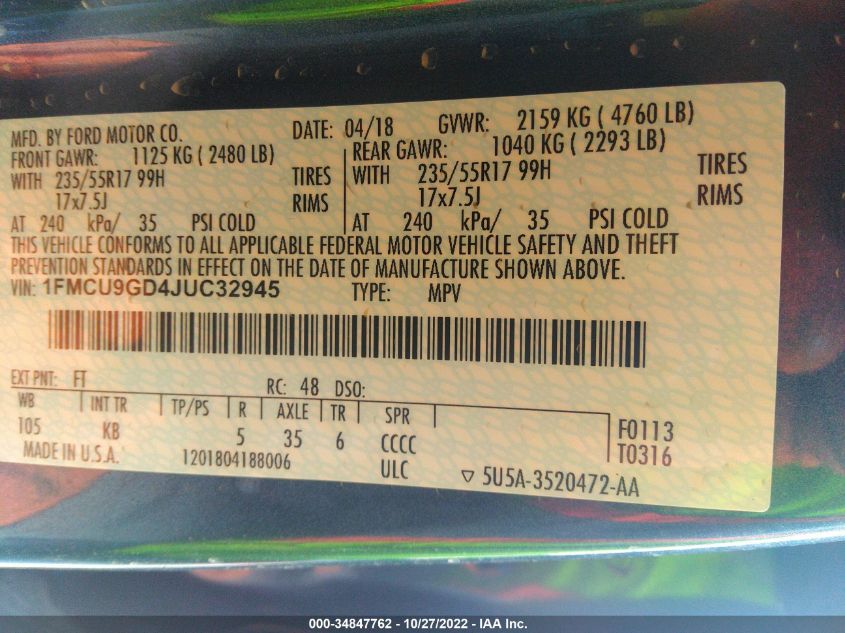 MFD. BY FORD MOTOR CO. DATE: 04/18 GVWR: 2159 KG ( 4760 LB)
FRONT GAWR: 1125 KG ( 2480 LB) REAR GAWR: 1040 KG ( 2293 LB)
WITH 235/55R17 99H TIRES WITH 235/55R17 99H TIRES
17x7.5J RIMS 17x7.5J RIMS
AT 240 kPa/ 35 PSI COLD AT 240 kPa/ 35 PSI COLD
THIS VEHICLE CONFORMS TO ALL APPLICABLE FEDERAL MOTOR VEHICLE SAFETY AND THEFT
PREVENTION STANDARDS IN EFFECT ON THE DATE OF MANUFACTURE SHOWN ABOVE.
VIN: 1FMCU9GD4JUC32945 TYPE: MPV
EXT PNT: FT RC: 48 DSO:
WB INT TR TP/PS R AXLE TR SPR
105 KB 5 35 6 CCCC F0113
MADE IN U.S.A. 1201804188006 ULC T0316
▽ 5U5A-3520472-AA
000-34847762 - 10/27/2022 - IAA Inc.